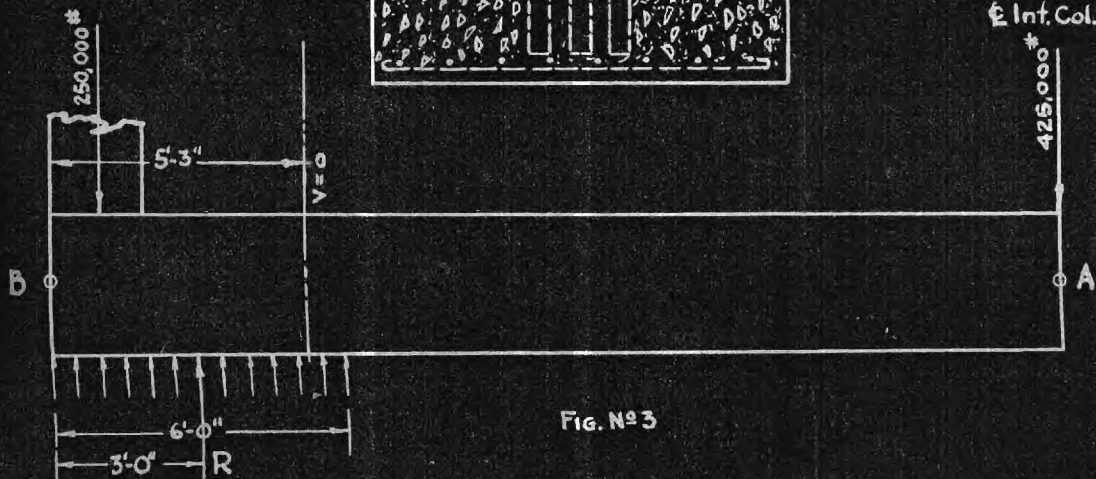 ℄ Int. Col.
250,000#
425,000#
5'-3"
V=0
B
A
6'-0"
3'-0"
R
FIG. Nº 3